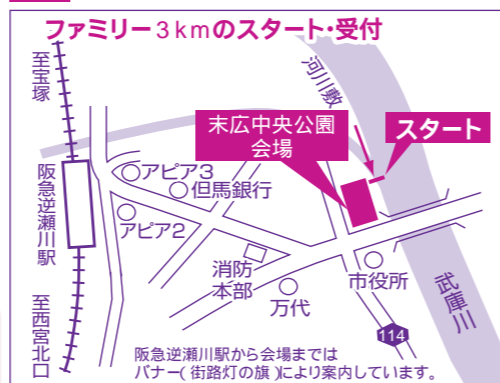 ファミリー3kmのスタート・受付
至宝塚
河川敷
末広中央公園
会場
スタート
アピア3
但馬銀行
阪急逆瀬川駅
アピア2
消防
本部
万代
市役所
武庫川
至西宮北口
114
阪急逆瀬川駅から会場までは
バナー(街路灯の旗)により案内しています。